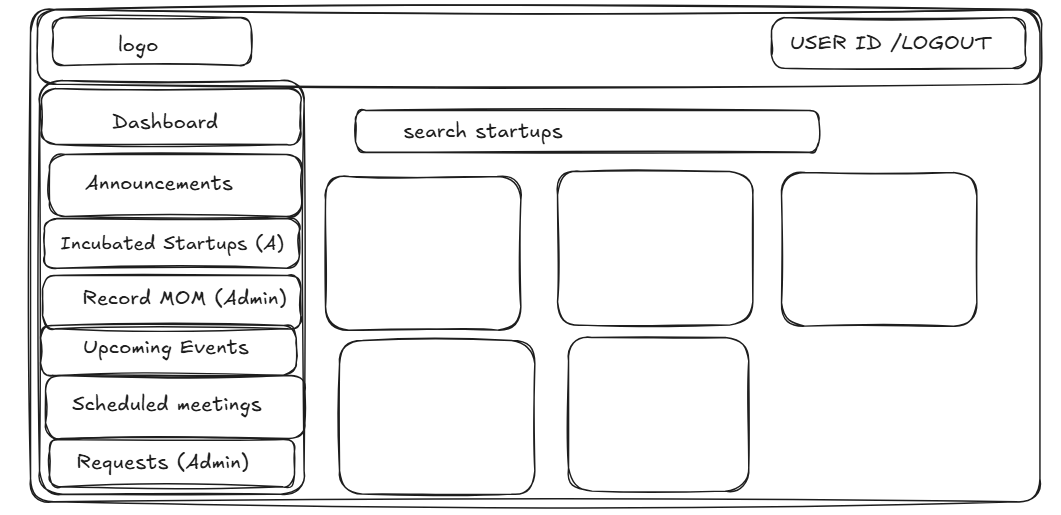 logo
USER ID /LOGOUT
Dashboard
search startups
Announcements
Incubated Startups (A)
Record MOM (Admin)
Upcoming Events
Scheduled meetings
Requests (Admin)